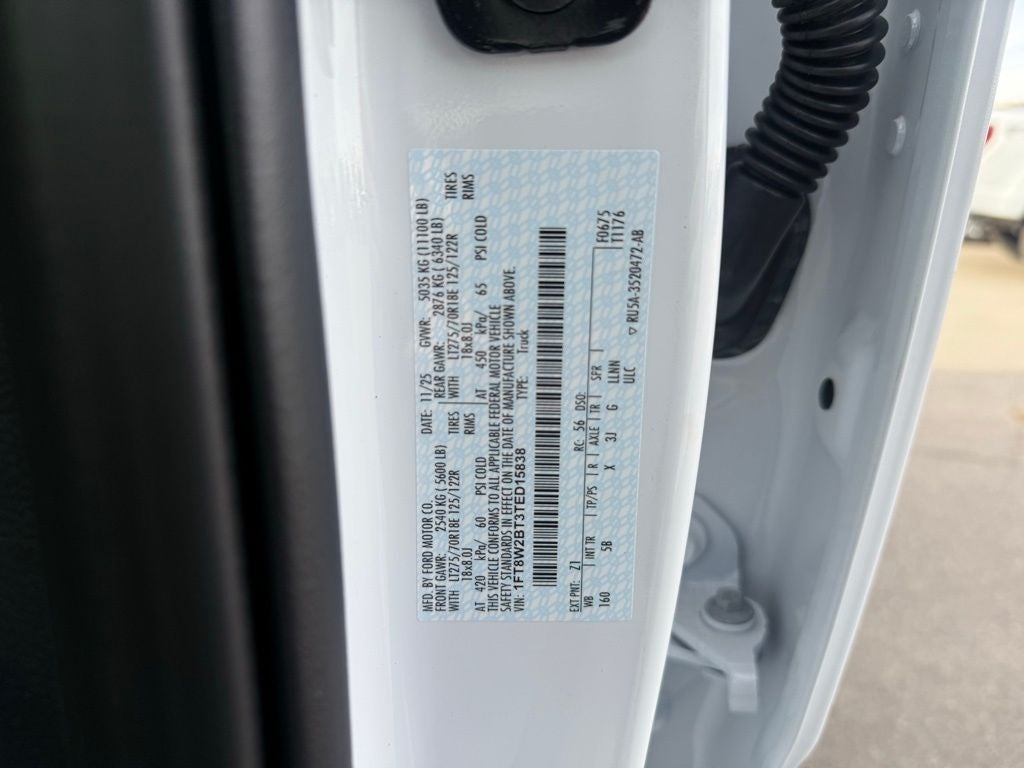 MFD. BY FORD MOTOR CO. DATE: 11/25 GVWR: 5035 KG (11100 LB)
FRONT GAWR: 2540 KG ( 5600 LB) REAR GAWR: 2876 KG ( 6340 LB)
WITH LT275/70R18E 125/122R TIRES WITH LT275/70R18E 125/122R TIRES
18x8.0J RIMS 18x8.0J RIMS
AT 420 kPa/ 60 PSI COLD AT 450 kPa/ 65 PSI COLD
THIS VEHICLE CONFORMS TO ALL APPLICABLE FEDERAL MOTOR VEHICLE
SAFETY STANDARDS IN EFFECT ON THE DATE OF MANUFACTURE SHOWN ABOVE.
VIN: 1FT8W2BT3TED15838 TYPE: Truck
EXT PNT: Z1 RC: 56 DSO: F0675
WB INT TR TP/PS R AXLE TR SPR T1176
160 5B X 3J G LLNN
ULC ▽ RU5A-3520472-AB